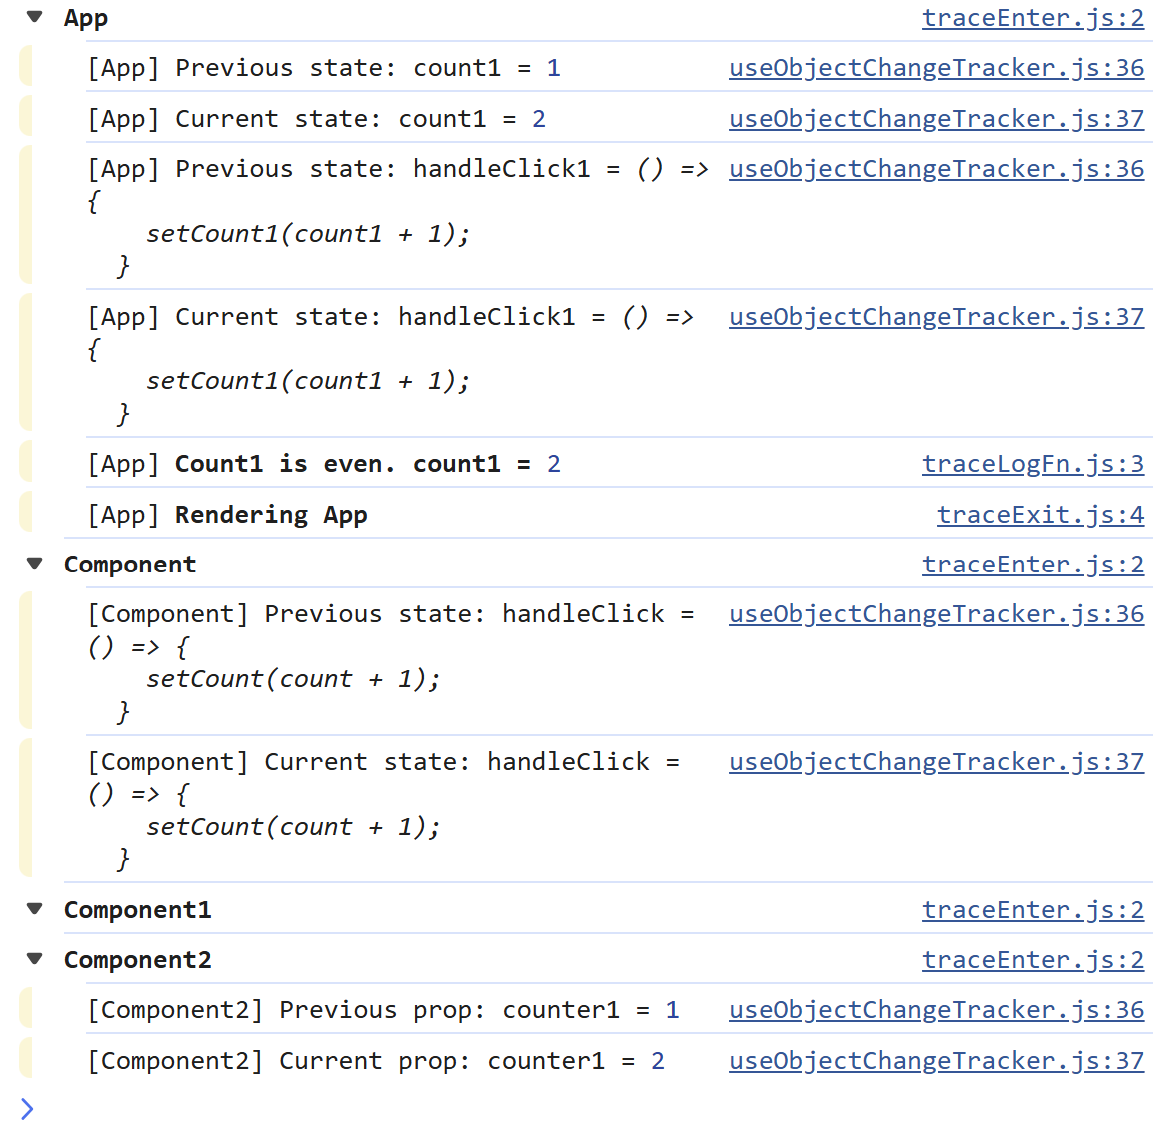 App traceEnter.js:2
[App] Previous state: count1 = 1 useObjectChangeTracker.js:36
[App] Current state: count1 = 2 useObjectChangeTracker.js:37
[App] Previous state: handleClick1 = () => useObjectChangeTracker.js:36
{
setCount1(count1 + 1);
}
[App] Current state: handleClick1 = () => useObjectChangeTracker.js:37
{
setCount1(count1 + 1);
}
[App] Count1 is even. count1 = 2 traceLogFn.js:3
[App] Rendering App traceExit.js:4
Component traceEnter.js:2
[Component] Previous state: handleClick = useObjectChangeTracker.js:36
() => {
setCount(count + 1);
}
[Component] Current state: handleClick = useObjectChangeTracker.js:37
() => {
setCount(count + 1);
}
Component1 traceEnter.js:2
Component2 traceEnter.js:2
[Component2] Previous prop: counter1 = 1 useObjectChangeTracker.js:36
[Component2] Current prop: counter1 = 2 useObjectChangeTracker.js:37